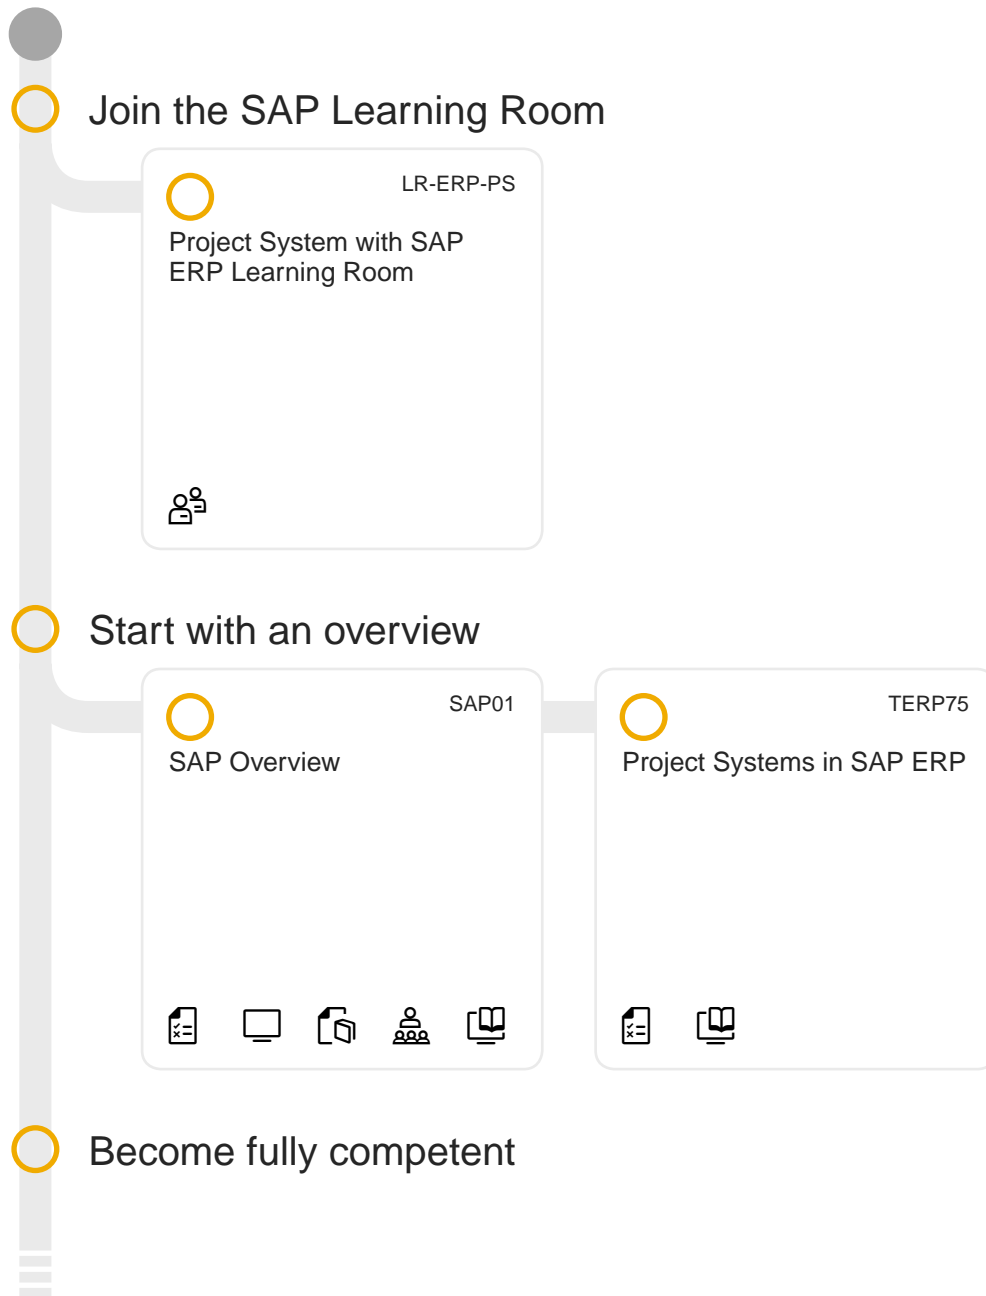 Join the SAP Learning Room
LR-ERP-PS
Project System with SAP
ERP Learning Room
Start with an overview
SAP01
SAP Overview
TERP75
Project Systems in SAP ERP
Become fully competent